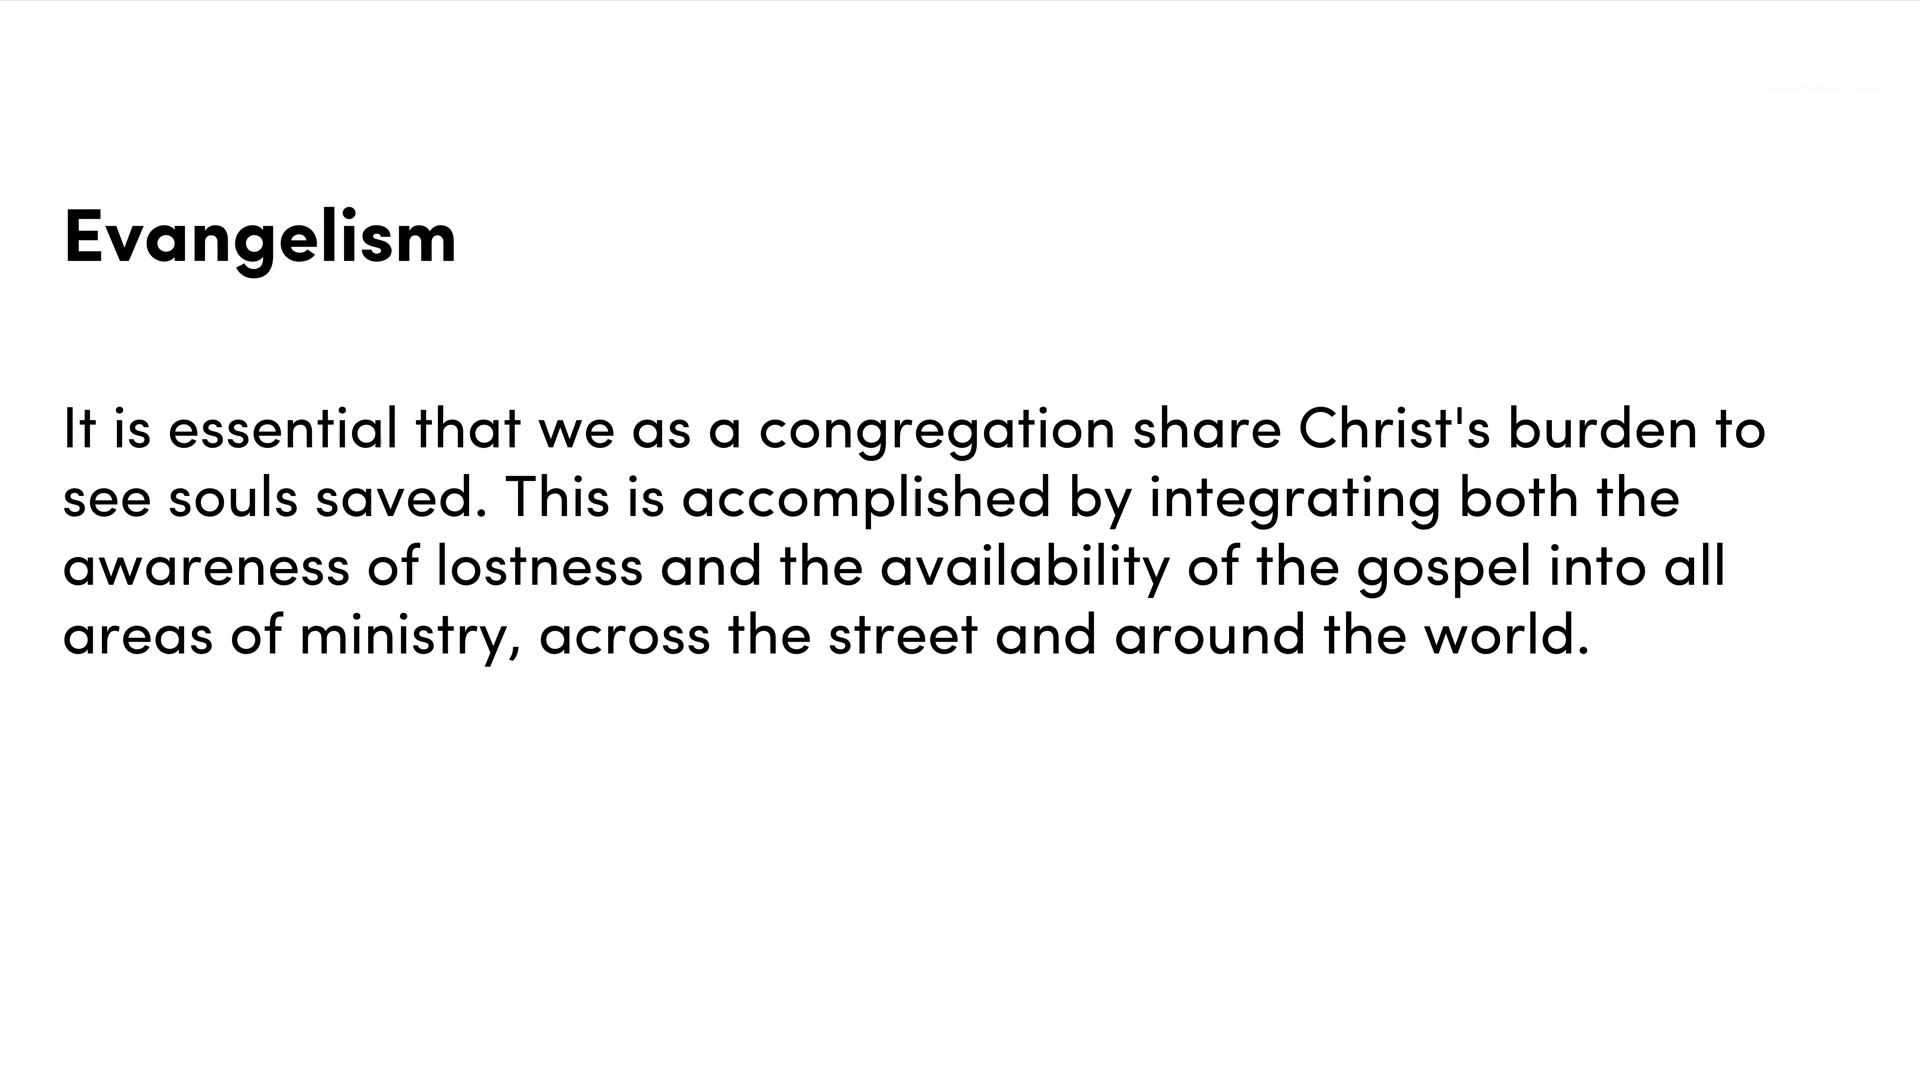 Evangelism
It is essential that we as a congregation share Christ's burden to
see souls saved. This is accomplished by integrating both the
awareness of lostness and the availability of the gospel into all
areas of ministry, across the street and around the world.